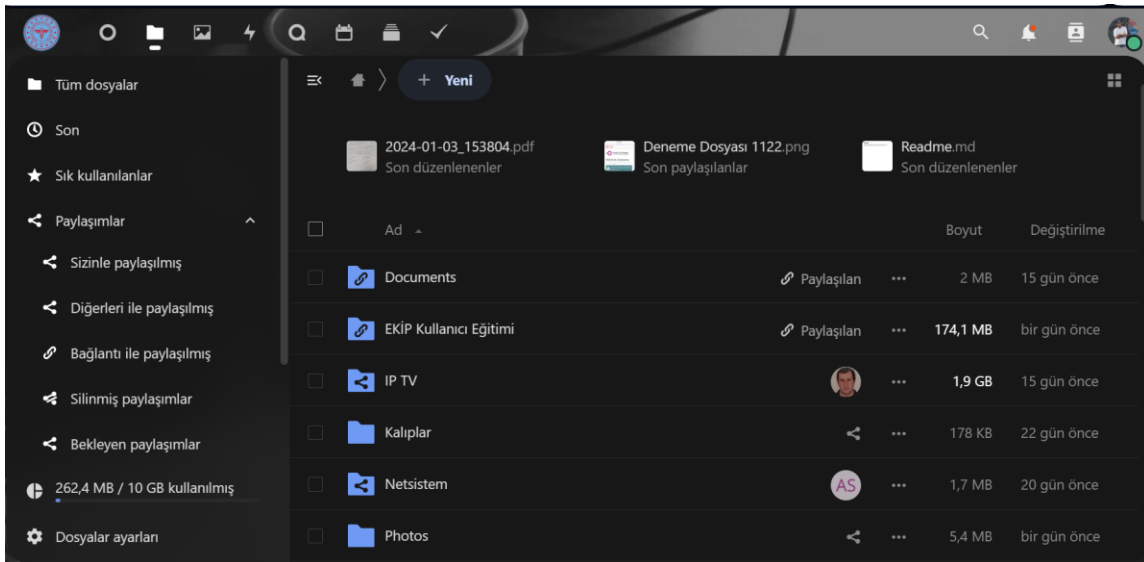 Tüm dosyalar
Son
Sık kullanılanlar
Paylaşımlar
Sizinle paylaşılmış
Diğerleri ile paylaşılmış
Bağlantı ile paylaşılmış
Silinmiş paylaşımlar
Bekleyen paylaşımlar
262,4 MB / 10 GB kullanılmış
Dosyalar ayarları
+ Yeni
2024-01-03_153804.pdf
Son düzenlenenler
Deneme Dosyası 1122.png
Son paylaşılanlar
Readme.md
Son düzenlenenler
Ad Boyut Değiştirilme
Documents Paylaşılan ••• 2 MB 15 gün önce
EKİP Kullanıcı Eğitimi Paylaşılan ••• 174,1 MB bir gün önce
IP TV ••• 1,9 GB 15 gün önce
Kalıplar ••• 178 KB 22 gün önce
Netsistem AS ••• 1,7 MB 20 gün önce
Photos ••• 5,4 MB bir gün önce